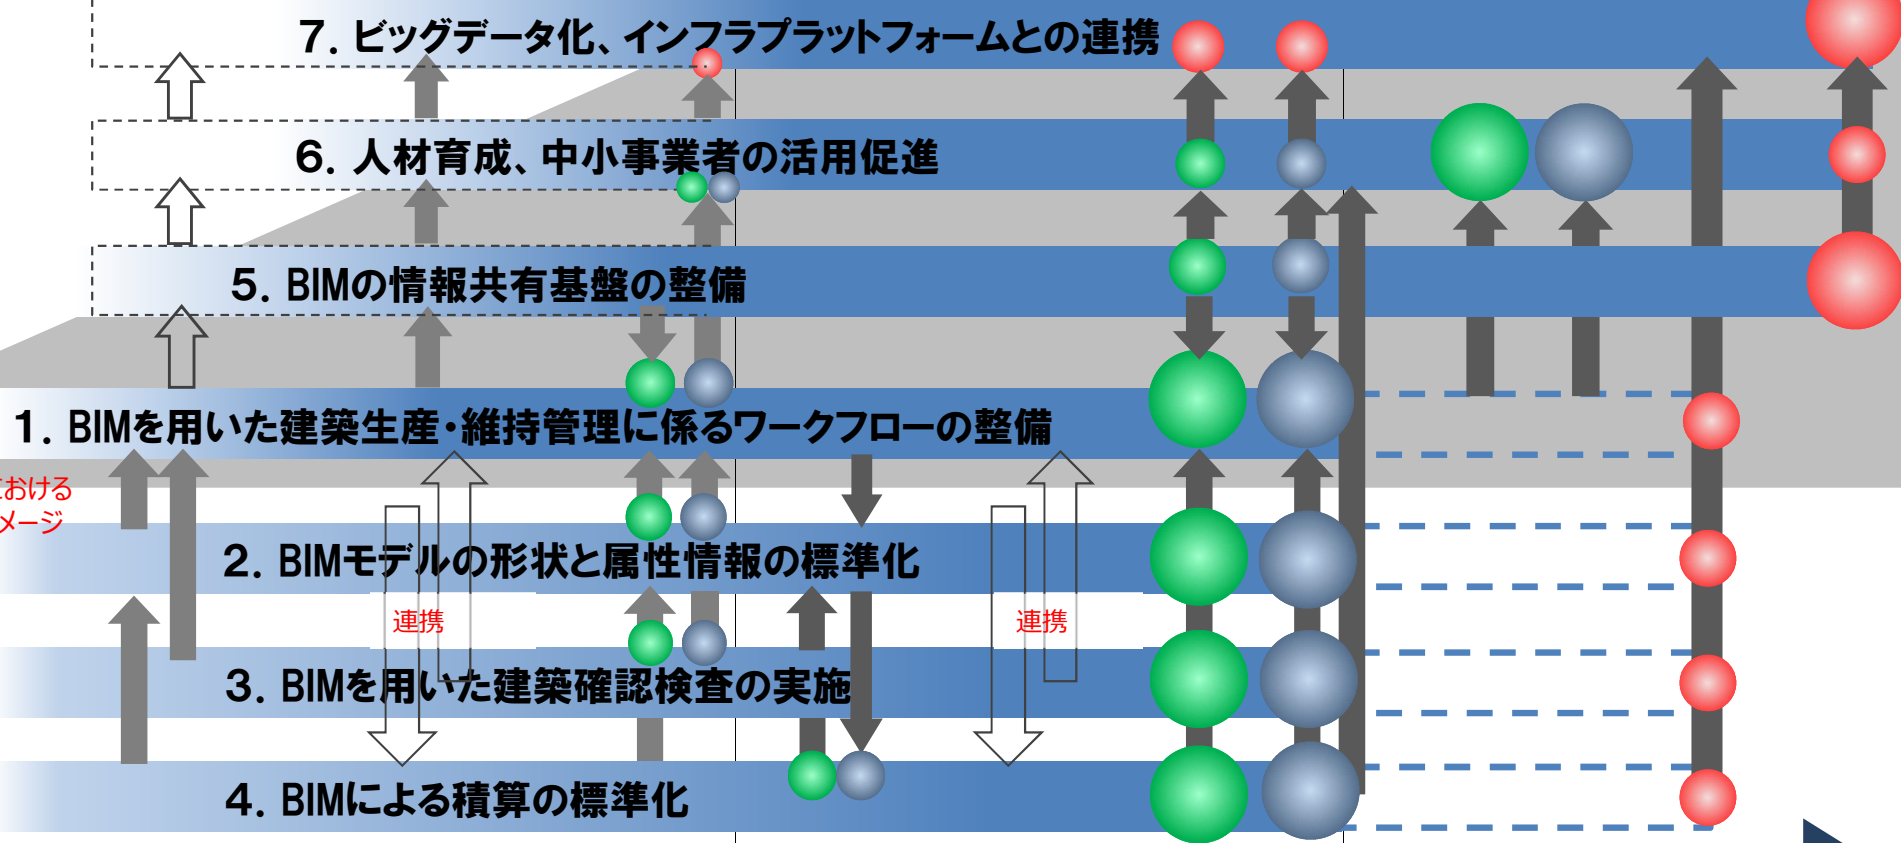 7. ビッグデータ化、インフラプラットフォームとの連携
6. 人材育成、中小事業者の活用促進
5. BIMの情報共有基盤の整備
1. BIMを用いた建築生産・維持管理に係るワークフローの整備
おける
メージ
2. BIMモデルの形状と属性情報の標準化
連携
連携
3. BIMを用いた建築確認検査の実施
4. BIMによる積算の標準化